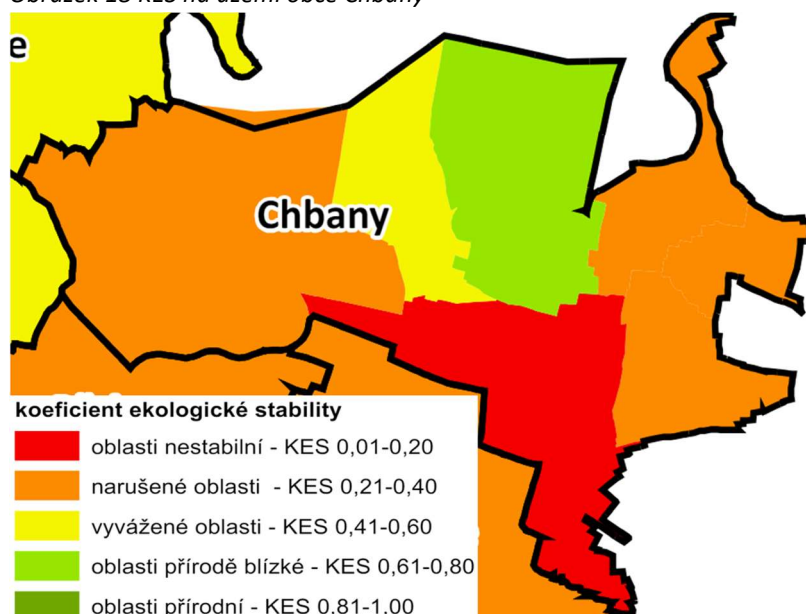 e
Chbany
koeficient ekologické stability
oblasti nestabilní - KES 0,01-0,20
narušené oblasti - KES 0,21-0,40
vyvážené oblasti - KES 0,41-0,60
oblasti přírodě blízké - KES 0,61-0,80
oblasti přírodní - KES 0,81-1,00